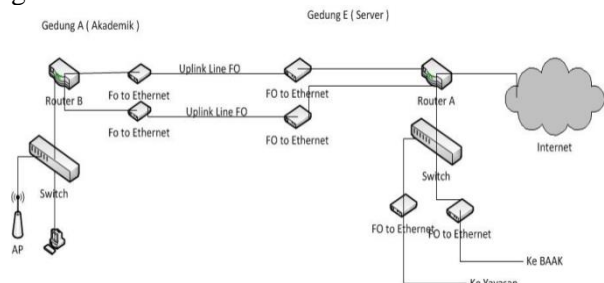 Gedung A ( Akademik )
Gedung E ( Server )
Uplink Line FO
Router B
Fo to Ethernet
FO to Ethernet
Router A
Uplink Line FO
Fo to Ethernet
FO to Ethernet
Internet
Switch
Switch
AP
FO to Ethernet
FO to Ethernet
Ke BAAK
Ke Yayasan